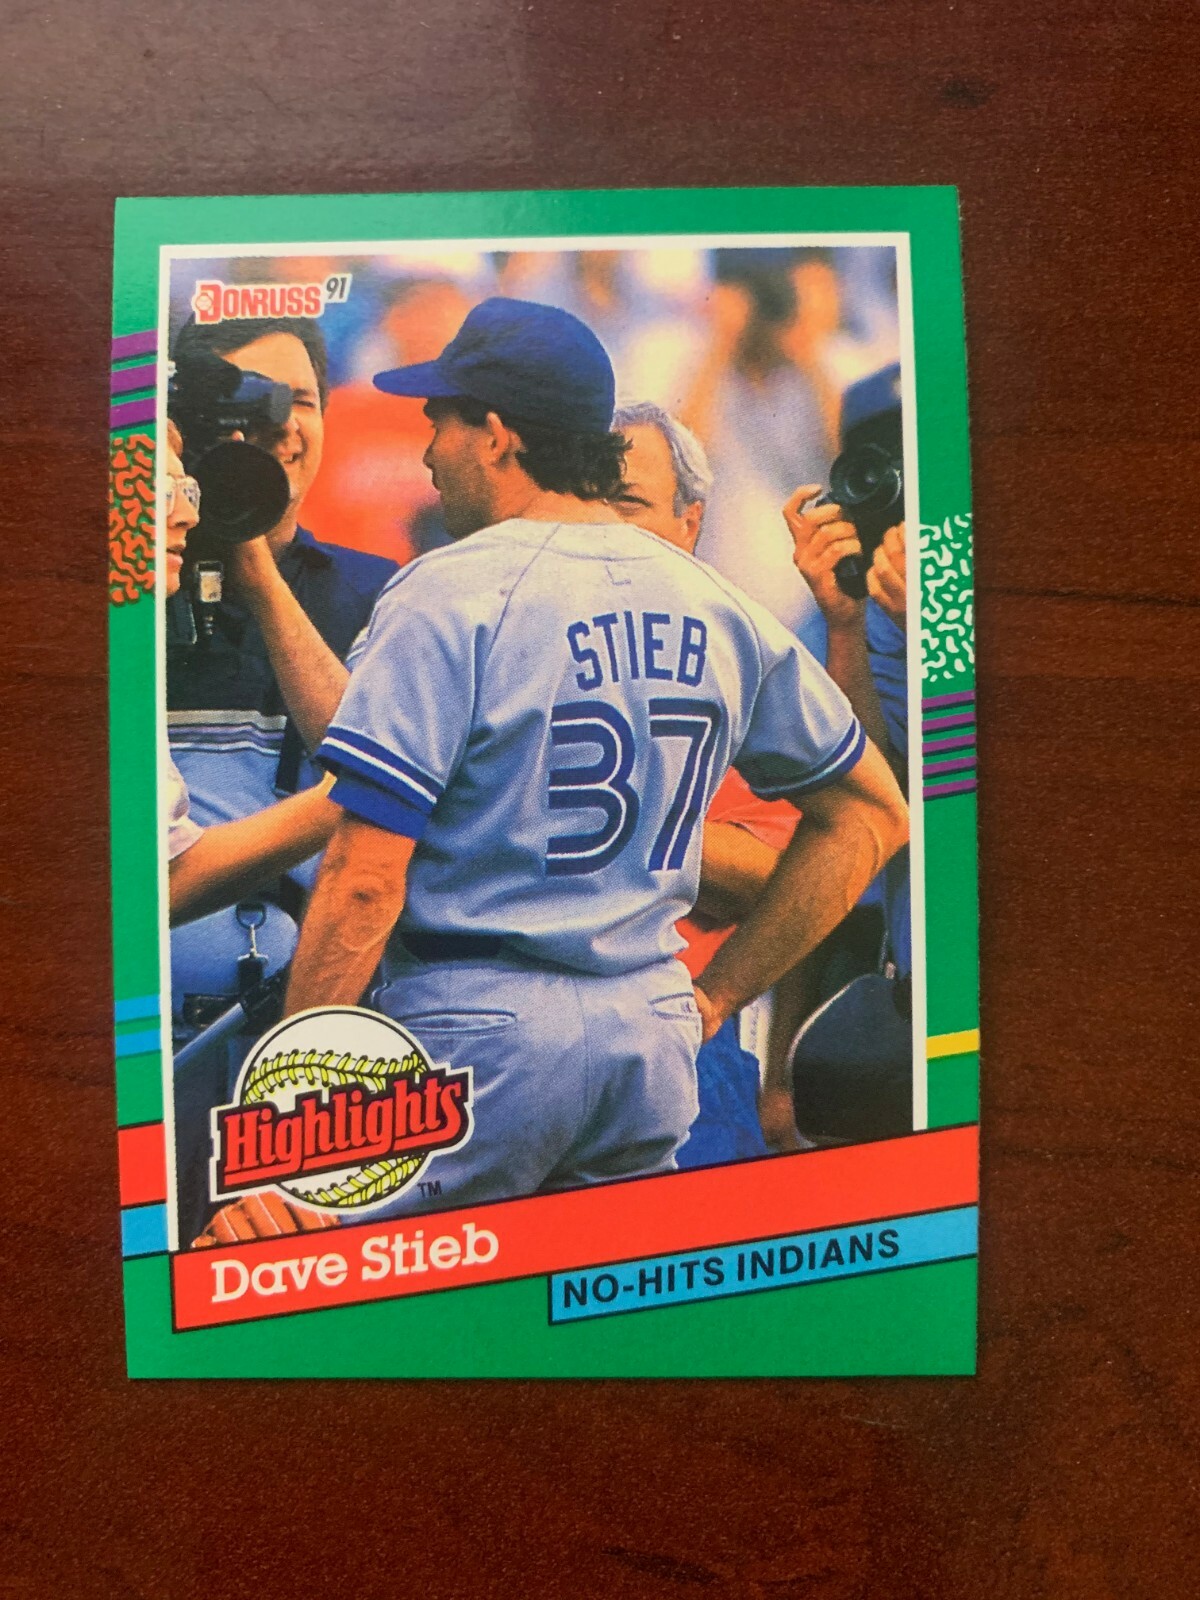 DONRUSS 91
STIEB
37
Highlights
TM
Dave Stieb
NO-HITS INDIANS